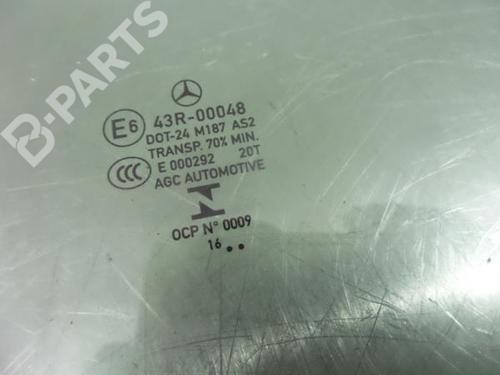 B-PARTS
E6
43R-00048
DOT-24 M187 AS2
TRANSP. 70% MIN.
CCC
E 000292 20T
AGC AUTOMOTIVE
OCP N° 0009
16 ..